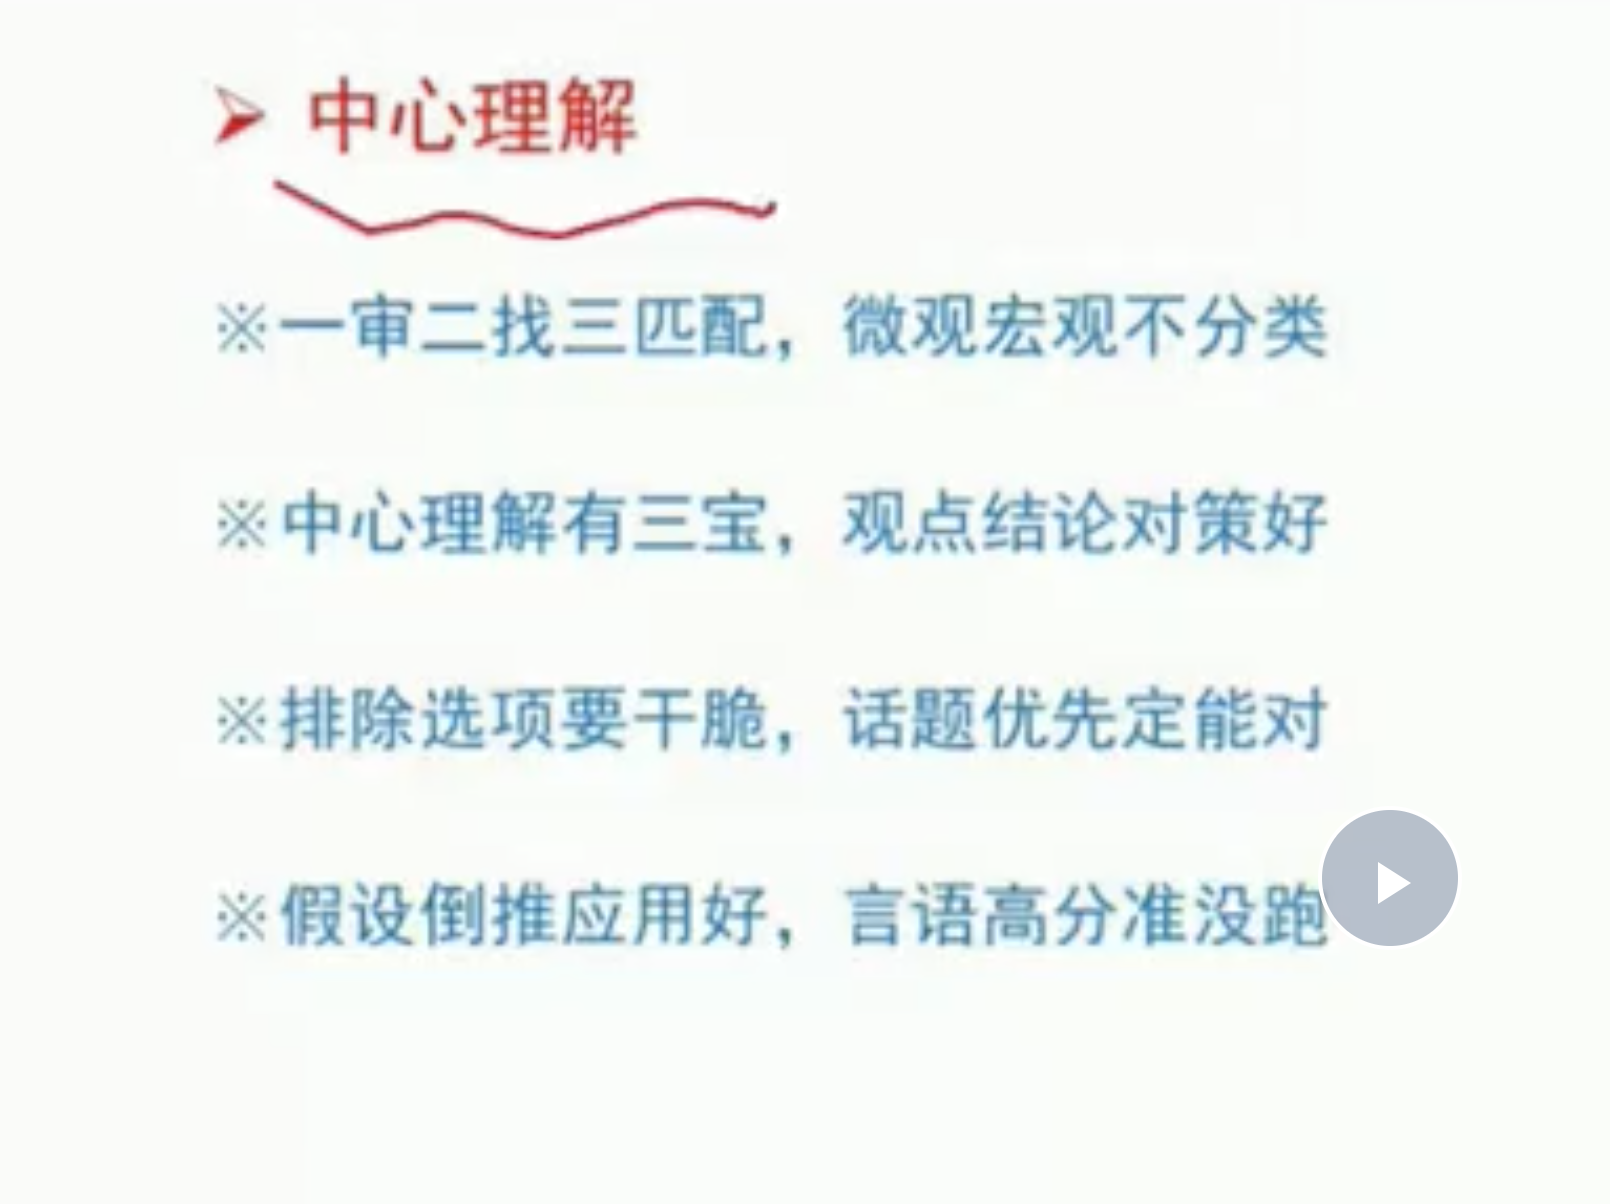 ➢ 中心理解
※一审二找三匹配，微观宏观不分类
※中心理解有三宝，观点结论对策好
※排除选项要干脆，话题优先定能对
※假设倒推应用好，言语高分准没跑